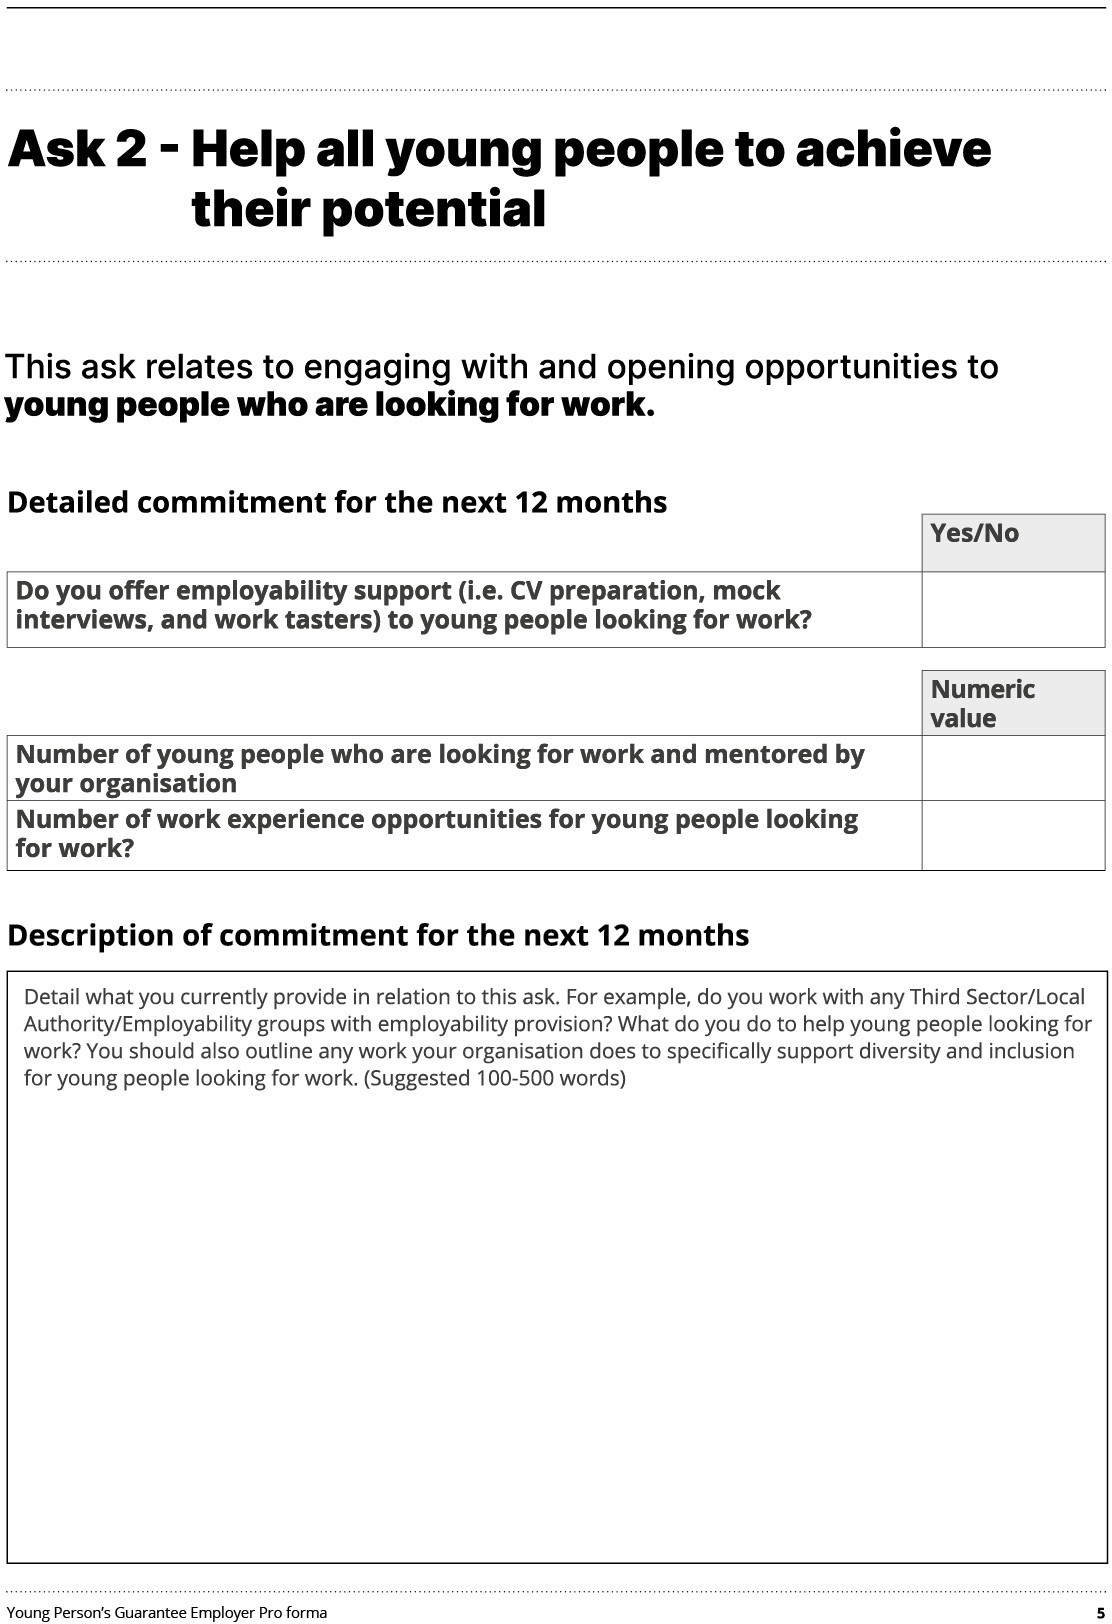 Ask 2 - Help all young people to achieve
their potential
This ask relates to engaging with and opening opportunities to
young people who are looking for work.
Detailed commitment for the next 12 months
Yes/No
Do you offer employability support (i.e. CV preparation, mock
interviews, and work tasters) to young people looking for work?
Numeric
value
Number of young people who are looking for work and mentored by
your organisation
Number of work experience opportunities for young people looking
for work?
Description of commitment for the next 12 months
Detail what you currently provide in relation to this ask. For example, do you work with any Third Sector/Local
Authority/Employability groups with employability provision? What do you do to help young people looking for
work? You should also outline any work your organisation does to specifically support diversity and inclusion
for young people looking for work. (Suggested 100-500 words)
Young Person’s Guarantee Employer Pro forma
5